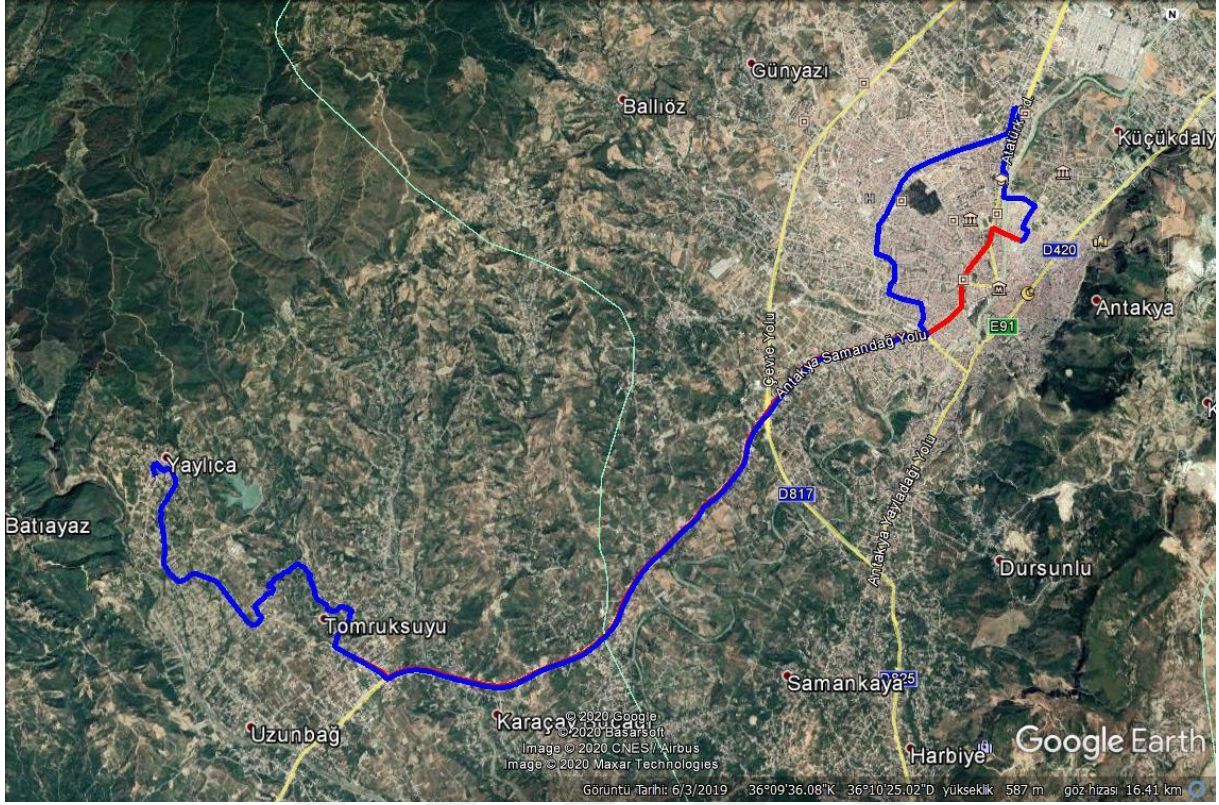 N
Günyazı
Ballıöz
Atatürk
Küçükdaly
H
D420
Antakya
E91
Antakya Samandağ Yolu
Çevre Yolu
Yaylıca
D817
Batıayaz
Antakya Yayladağı Yolu
Dursunlu
Tomruksuyu
Samankaya
D825
Uzunbağ
Karaçay Bucağı
Harbiye
© 2020 Google
© 2020 Basarsoft
Image © 2020 CNES / Airbus
Image © 2020 Maxar Technologies
Google Earth
Görüntü Tarihi: 6/3/2019 36°09'36.08"K 36°10'25.02"D yükseklik 587 m göz hizası 16.41 km